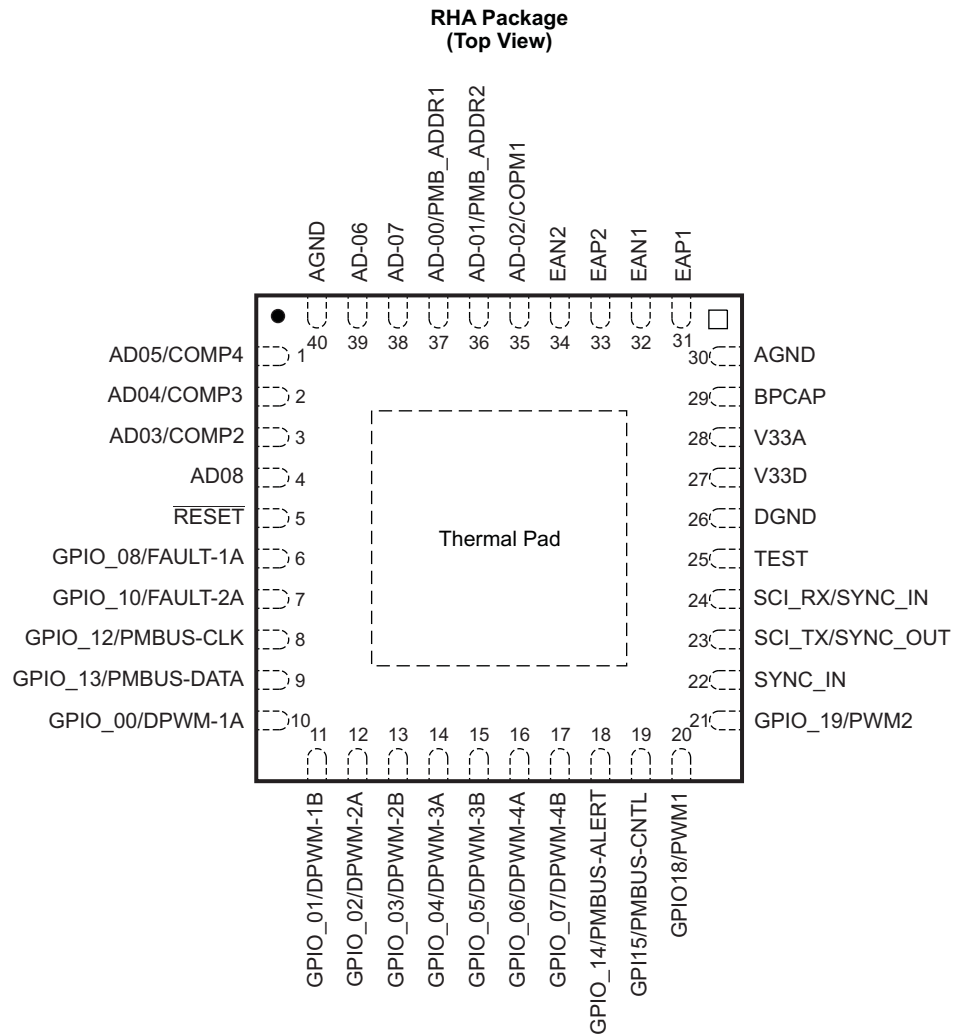 RHA Package
(Top View)
AGND
AD-06
AD-07
AD-00/PMB_ADDR1
AD-01/PMB_ADDR2
AD-02/COPM1
EAN2
EAP2
EAN1
EAP1
40
39
38
37
36
35
34
33
32
31
AD05/COMP4 1
AD04/COMP3 2
AD03/COMP2 3
AD08 4
RESET 5
GPIO_08/FAULT-1A 6
GPIO_10/FAULT-2A 7
GPIO_12/PMBUS-CLK 8
GPIO_13/PMBUS-DATA 9
GPIO_00/DPWM-1A 10
Thermal Pad
30 AGND
29 BPCAP
28 V33A
27 V33D
26 DGND
25 TEST
24 SCI_RX/SYNC_IN
23 SCI_TX/SYNC_OUT
22 SYNC_IN
21 GPIO_19/PWM2
11
12
13
14
15
16
17
18
19
20
GPIO_01/DPWM-1B
GPIO_02/DPWM-2A
GPIO_03/DPWM-2B
GPIO_04/DPWM-3A
GPIO_05/DPWM-3B
GPIO_06/DPWM-4A
GPIO_07/DPWM-4B
GPIO_14/PMBUS-ALERT
GPI15/PMBUS-CNTL
GPIO18/PWM1